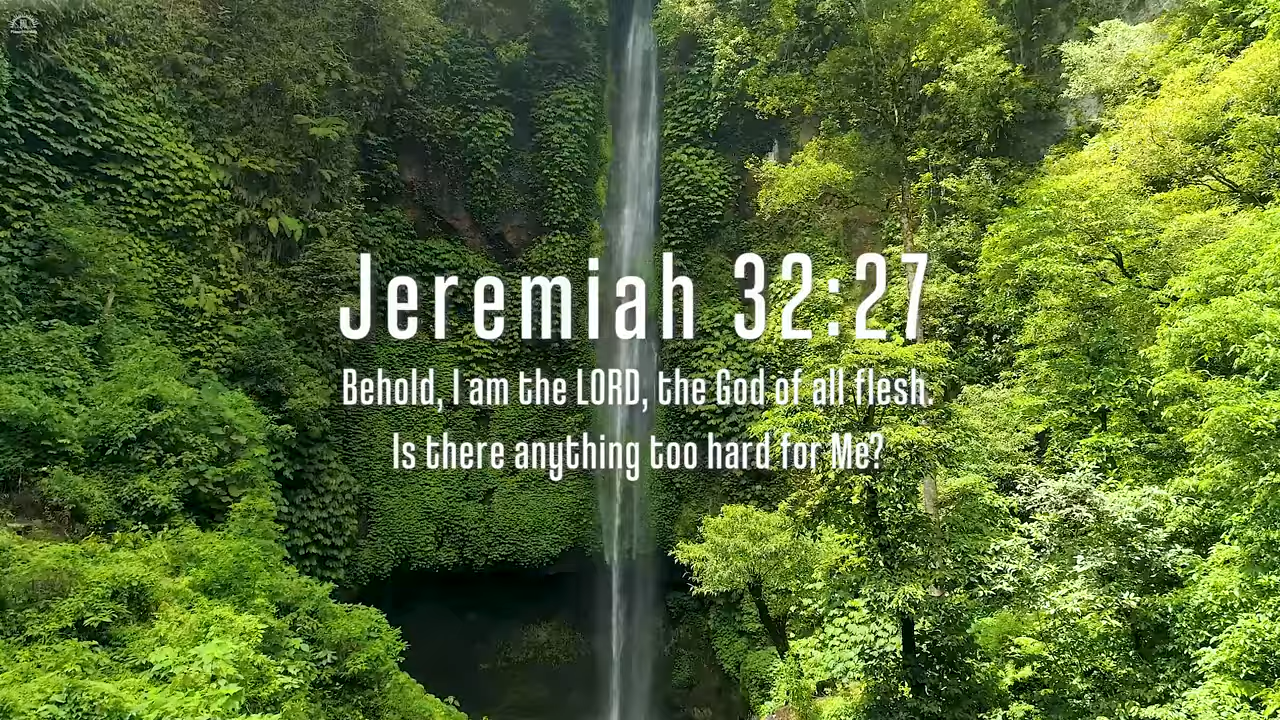 Jeremiah 32:27
Behold, I am the LORD, the God of all flesh.
Is there anything too hard for Me?